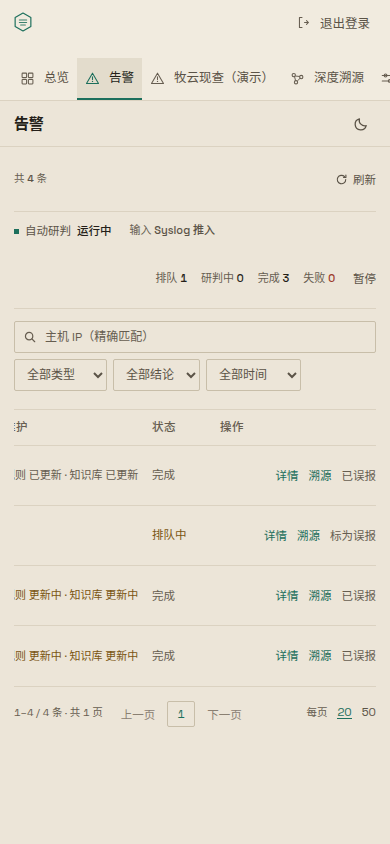 退出登录
总览 告警 牧云现查（演示） 深度溯源
告警
共 4 条 刷新
自动研判 运行中 输入 Syslog 推入
排队 1 研判中 0 完成 3 失败 0 暂停
主机 IP（精确匹配）
全部类型 全部结论 全部时间
护 状态 操作
则 已更新 · 知识库 已更新 完成 详情 溯源 已误报
排队中 详情 溯源 标为误报
则 更新中 · 知识库 更新中 完成 详情 溯源 已误报
则 更新中 · 知识库 更新中 完成 详情 溯源 已误报
1–4 / 4 条 · 共 1 页 上一页 1 下一页 每页 20 50